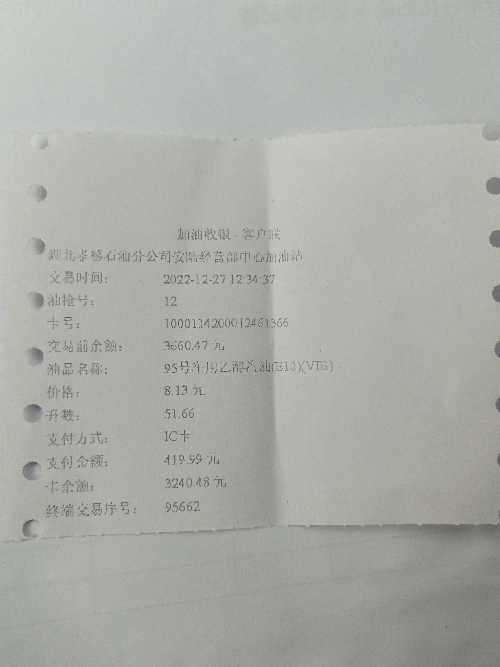 加油收银 - 客户联
湖北孝感石油分公司安陆经营部中心加油站
交易时间: 2022-12-27 12:34:37
油枪号: 12
卡号: 1000114200012461366
交易前余额: 3660.47 元
油品名称: 95号车用乙醇汽油(E10)(VIB)
价格: 8.13 元
升数: 51.66
支付方式: IC卡
支付金额: 419.99 元
卡余额: 3240.48 元
终端交易序号: 95662